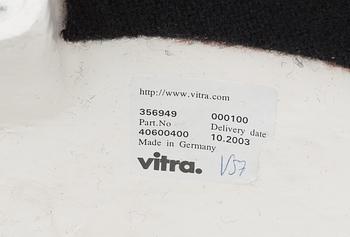 http://www.vitra.com
356949 000100
Part.No Delivery date
40600400 10.2003
Made in Germany
vitra. V57